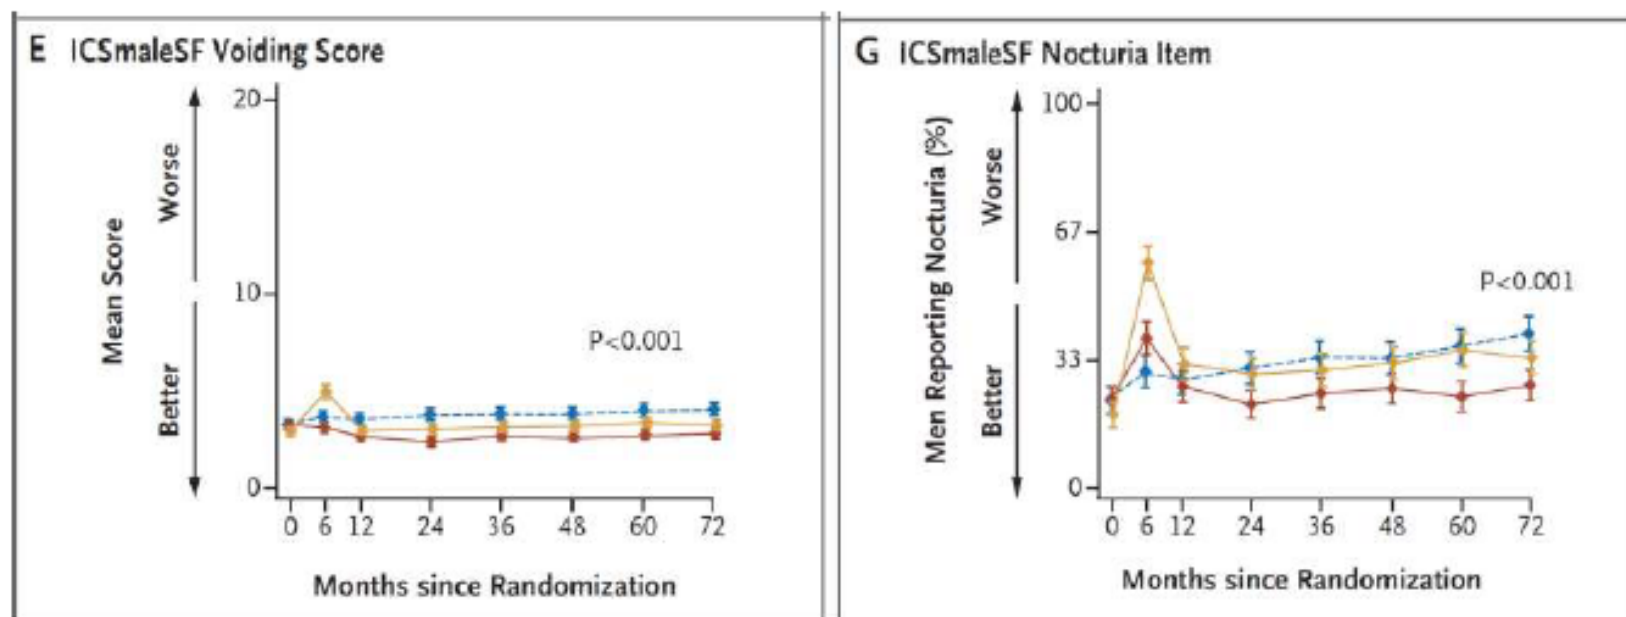 E ICSmaleSF Voiding Score
Mean Score
Worse
Better
20
10
0
P<0.001
0 6 12 24 36 48 60 72
Months since Randomization
G ICSmaleSF Nocturia Item
Men Reporting Nocturia (%)
Worse
Better
100
67
33
0
P<0.001
0 6 12 24 36 48 60 72
Months since Randomization